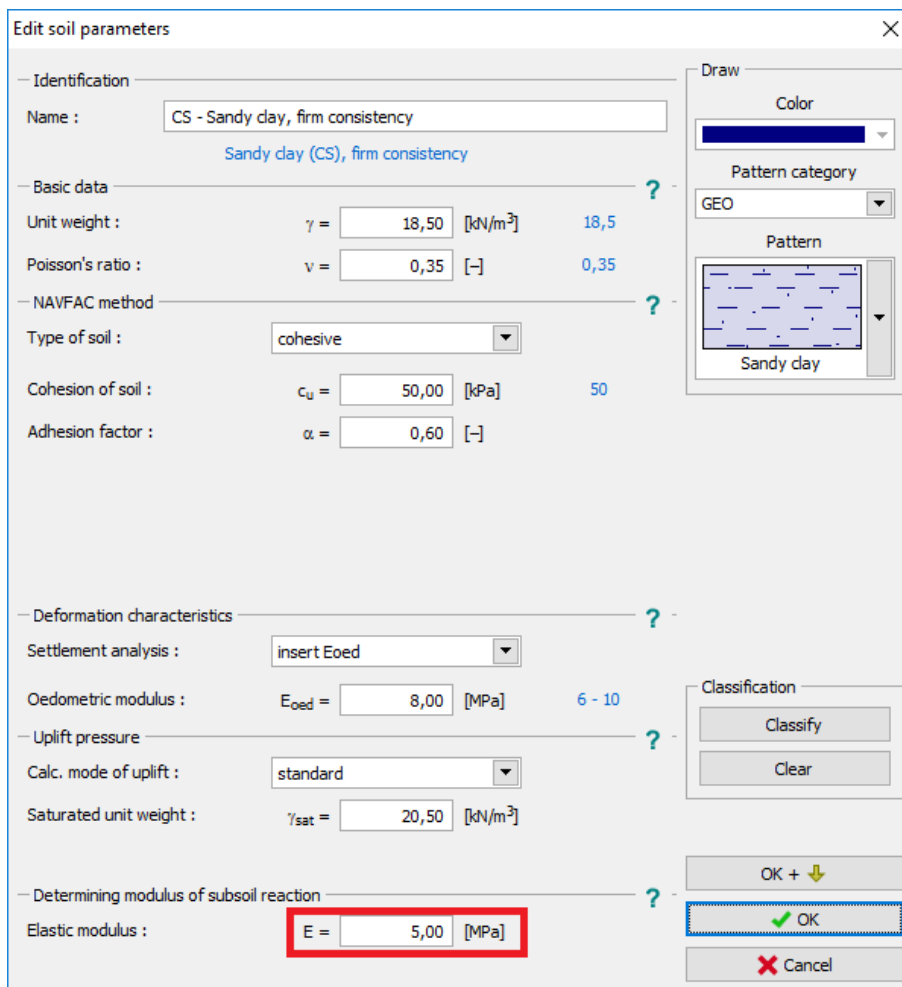 Edit soil parameters
Identification
Name : CS - Sandy clay, firm consistency
Sandy clay (CS), firm consistency
Basic data ?
Unit weight : γ = 18,50 [kN/m³] 18,5
Poisson's ratio : ν = 0,35 [–] 0,35
NAVFAC method ?
Type of soil : cohesive
Cohesion of soil : cᵤ = 50,00 [kPa] 50
Adhesion factor : α = 0,60 [–]
Deformation characteristics ?
Settlement analysis : insert Eoed
Oedometric modulus : Eoed = 8,00 [MPa] 6 - 10
Uplift pressure ?
Calc. mode of uplift : standard
Saturated unit weight : γsat = 20,50 [kN/m³]
Determining modulus of subsoil reaction ?
Elastic modulus : E = 5,00 [MPa]
Draw
Color
Pattern category
GEO
Pattern
Sandy clay
Classification
Classify
Clear
OK +
OK
Cancel